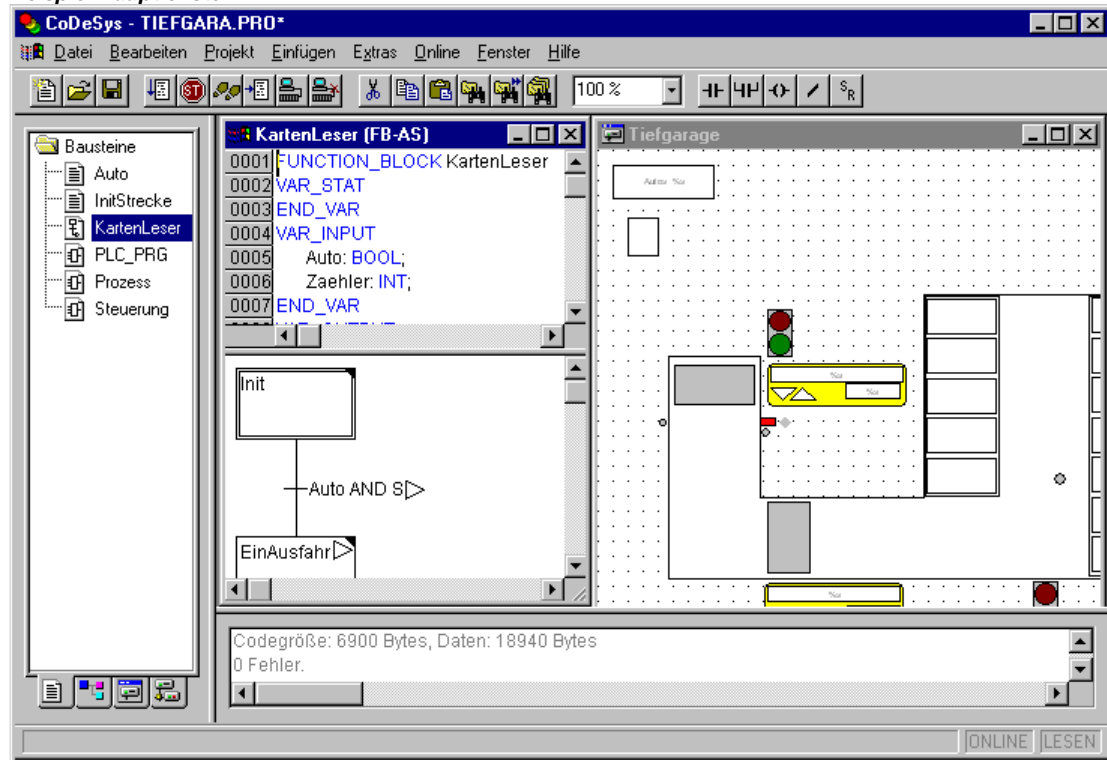 CoDeSys - TIEFGARA.PRO*
Datei Bearbeiten Projekt Einfügen Extras Online Fenster Hilfe
STOP
100 %
S R
Bausteine
Auto
InitStrecke
KartenLeser
PLC_PRG
Prozess
Steuerung
KartenLeser (FB-AS)
0001 FUNCTION_BLOCK KartenLeser
0002 VAR_STAT
0003 END_VAR
0004 VAR_INPUT
0005 Auto: BOOL;
0006 Zaehler: INT;
0007 END_VAR
Init
Auto AND S
EinAusfahr
Tiefgarage
Autos %s
%s
%s
%s
Codegröße: 6900 Bytes, Daten: 18940 Bytes
0 Fehler.
ONLINE LESEN